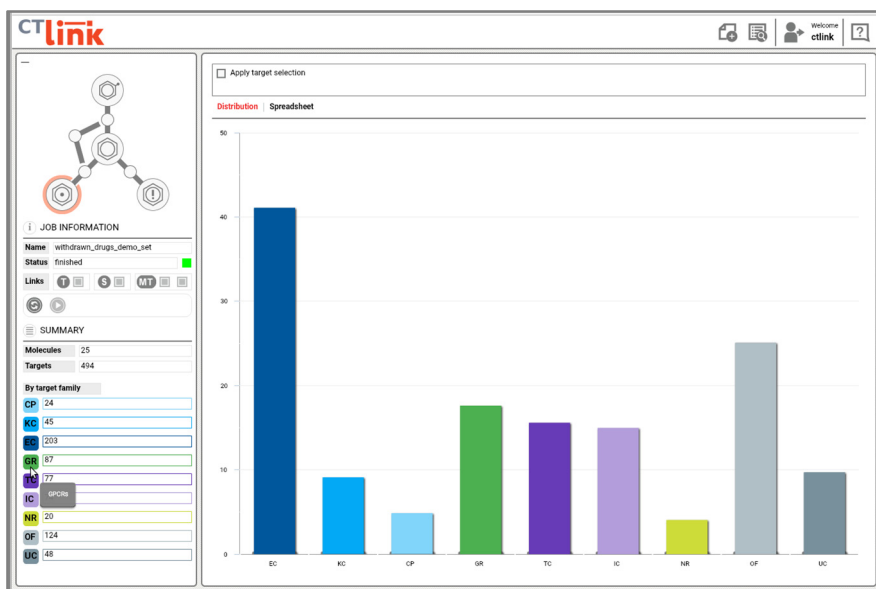 CTlink
Welcome
ctlink
JOB INFORMATION
Name withdrawn_drugs_demo_set
Status finished
Links T S MT
SUMMARY
Molecules 25
Targets 494
By target family
CP 24
KC 45
EC 203
GR 87
TC 77
GPCRs
IC
NR 20
OF 124
UC 48
Apply target selection
Distribution | Spreadsheet
50
40
30
20
10
0
EC KC CP GR TC IC NR OF UC